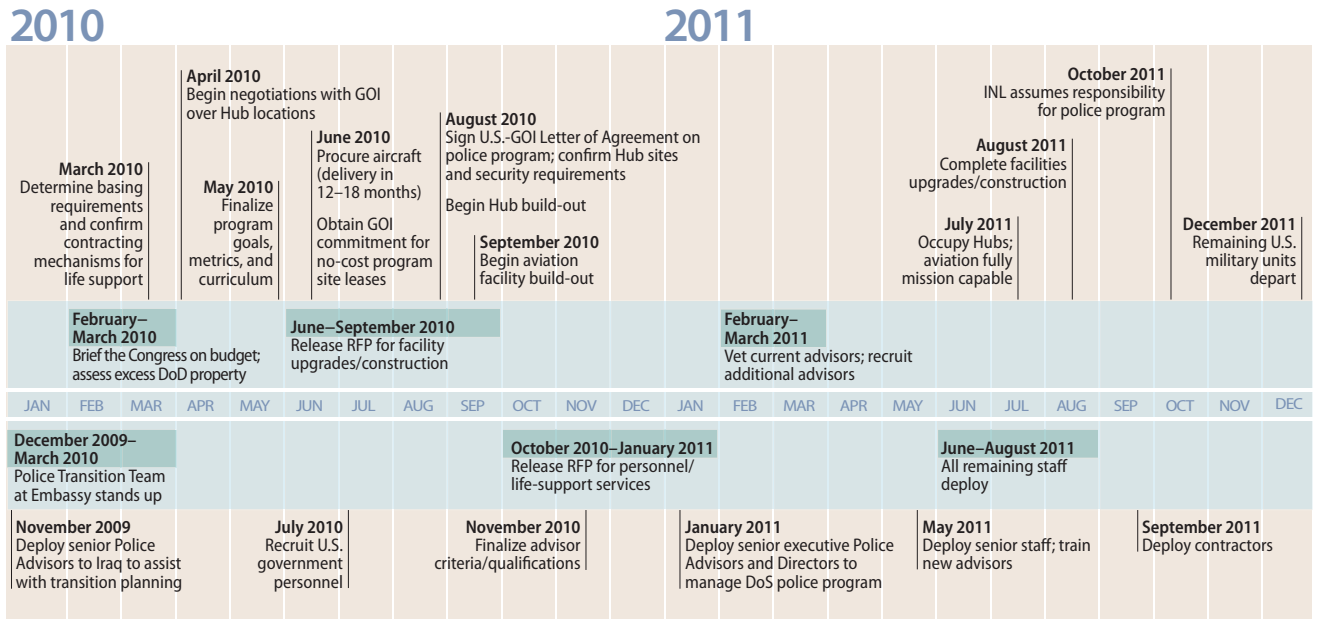 2010
2011
April 2010
Begin negotiations with GOI
over Hub locations
March 2010
Determine basing
requirements
and confirm
contracting
mechanisms for
life support
May 2010
Finalize
program
goals,
metrics, and
curriculum
June 2010
Procure aircraft
(delivery in
12–18 months)
Obtain GOI
commitment for
no-cost program
site leases
August 2010
Sign U.S.-GOI Letter of Agreement on
police program; confirm Hub sites
and security requirements
Begin Hub build-out
September 2010
Begin aviation
facility build-out
October 2011
INL assumes responsibility
for police program
August 2011
Complete facilities
upgrades/construction
July 2011
Occupy Hubs;
aviation fully
mission capable
December 2011
Remaining U.S.
military units
depart
February–
March 2010
Brief the Congress on budget;
assess excess DoD property
June–September 2010
Release RFP for facility
upgrades/construction
February–
March 2011
Vet current advisors; recruit
additional advisors
JAN FEB MAR APR MAY JUN JUL AUG SEP OCT NOV DEC JAN FEB MAR APR MAY JUN JUL AUG SEP OCT NOV DEC
December 2009–
March 2010
Police Transition Team
at Embassy stands up
October 2010–January 2011
Release RFP for personnel/
life-support services
June–August 2011
All remaining staff
deploy
November 2009
Deploy senior Police
Advisors to Iraq to assist
with transition planning
July 2010
Recruit U.S.
government
personnel
November 2010
Finalize advisor
criteria/qualifications
January 2011
Deploy senior executive Police
Advisors and Directors to
manage DoS police program
May 2011
Deploy senior staff; train
new advisors
September 2011
Deploy contractors